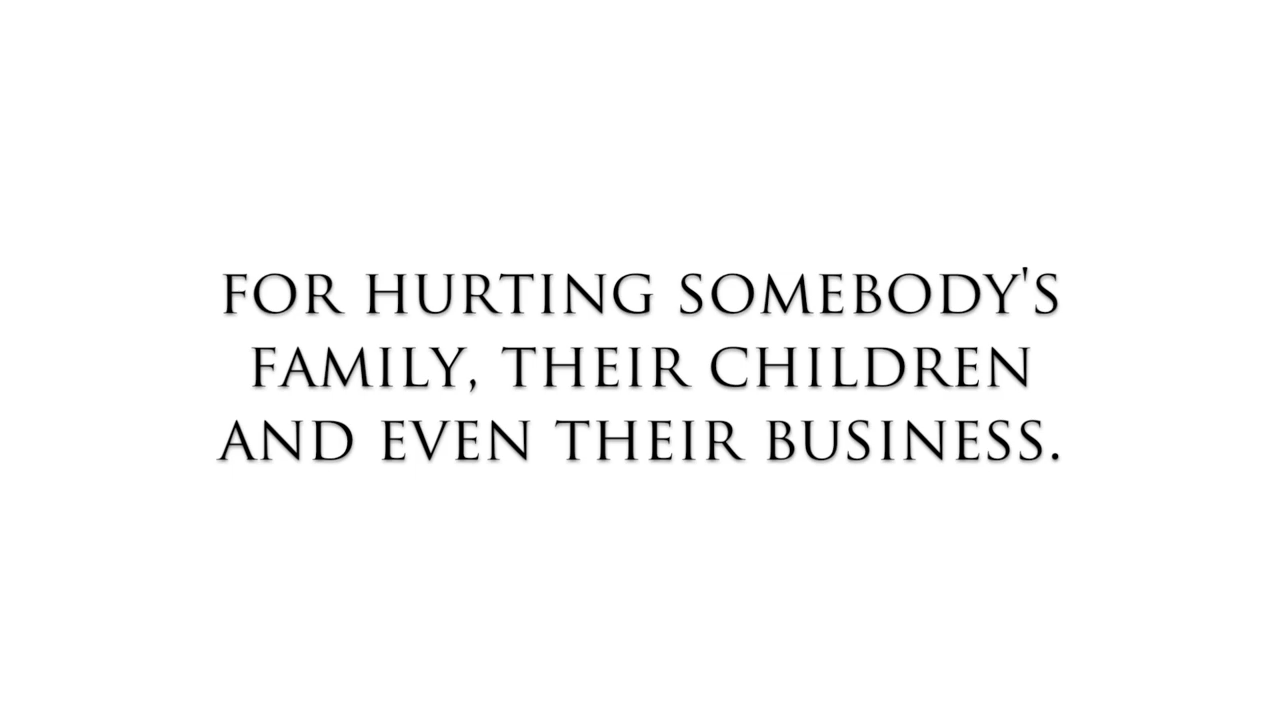 FOR HURTING SOMEBODY'S
FAMILY, THEIR CHILDREN
AND EVEN THEIR BUSINESS.